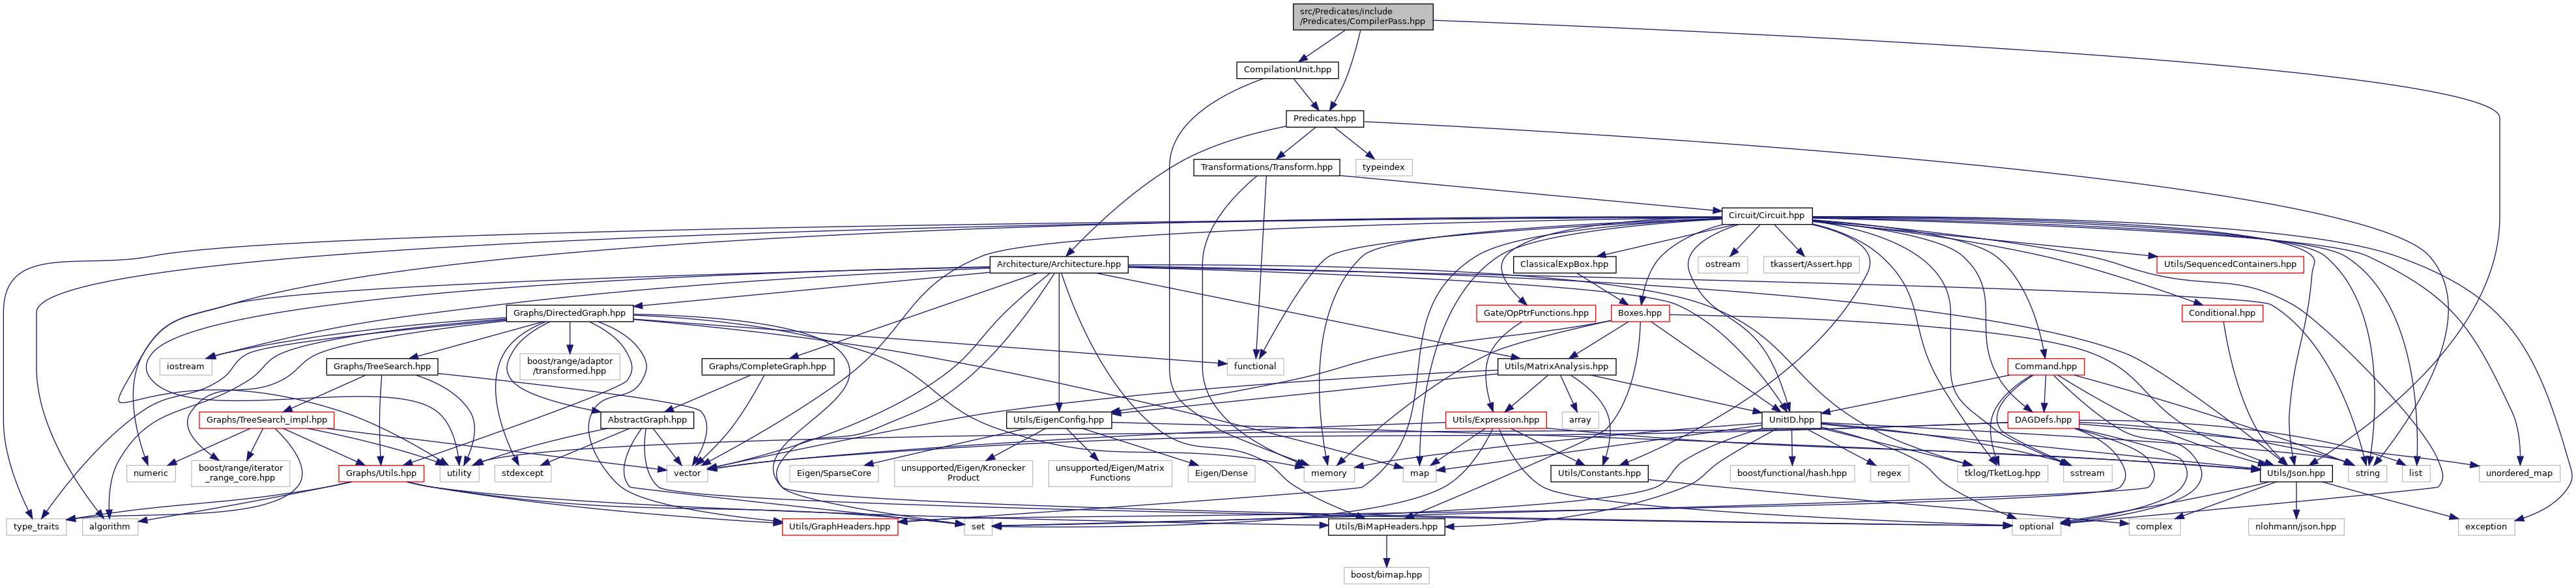 src/Predicates/include
/Predicates/CompilerPass.hpp
CompilationUnit.hpp
Predicates.hpp
Transformations/Transform.hpp
typeindex
Circuit/Circuit.hpp
Architecture/Architecture.hpp
ClassicalExpBox.hpp
ostream
tkassert/Assert.hpp
Utils/SequencedContainers.hpp
Graphs/DirectedGraph.hpp
Gate/OpPtrFunctions.hpp
Boxes.hpp
Conditional.hpp
iostream
Graphs/TreeSearch.hpp
boost/range/adaptor
/transformed.hpp
Graphs/CompleteGraph.hpp
functional
Utils/MatrixAnalysis.hpp
Command.hpp
Graphs/TreeSearch_impl.hpp
AbstractGraph.hpp
Utils/EigenConfig.hpp
Utils/Expression.hpp
array
UnitID.hpp
DAGDefs.hpp
numeric
boost/range/iterator
_range_core.hpp
Graphs/Utils.hpp
utility
stdexcept
vector
Eigen/SparseCore
unsupported/Eigen/Kronecker
Product
unsupported/Eigen/Matrix
Functions
Eigen/Dense
memory
map
Utils/Constants.hpp
boost/functional/hash.hpp
regex
tklog/TketLog.hpp
sstream
Utils/Json.hpp
string
list
unordered_map
type_traits
algorithm
Utils/GraphHeaders.hpp
set
Utils/BiMapHeaders.hpp
optional
complex
nlohmann/json.hpp
exception
boost/bimap.hpp